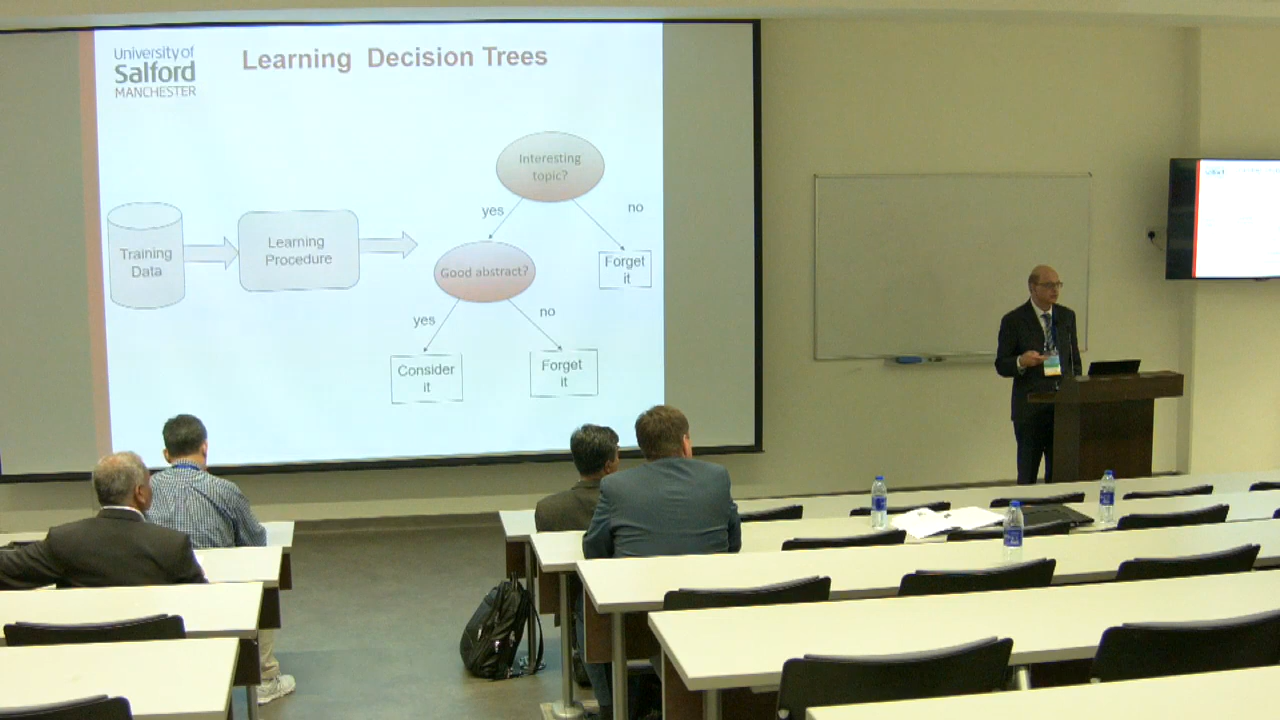 University of
Salford
MANCHESTER
Learning Decision Trees
Interesting
topic?
yes
no
Training
Data
Learning
Procedure
Good abstract?
Forget
it
yes
no
Consider
it
Forget
it